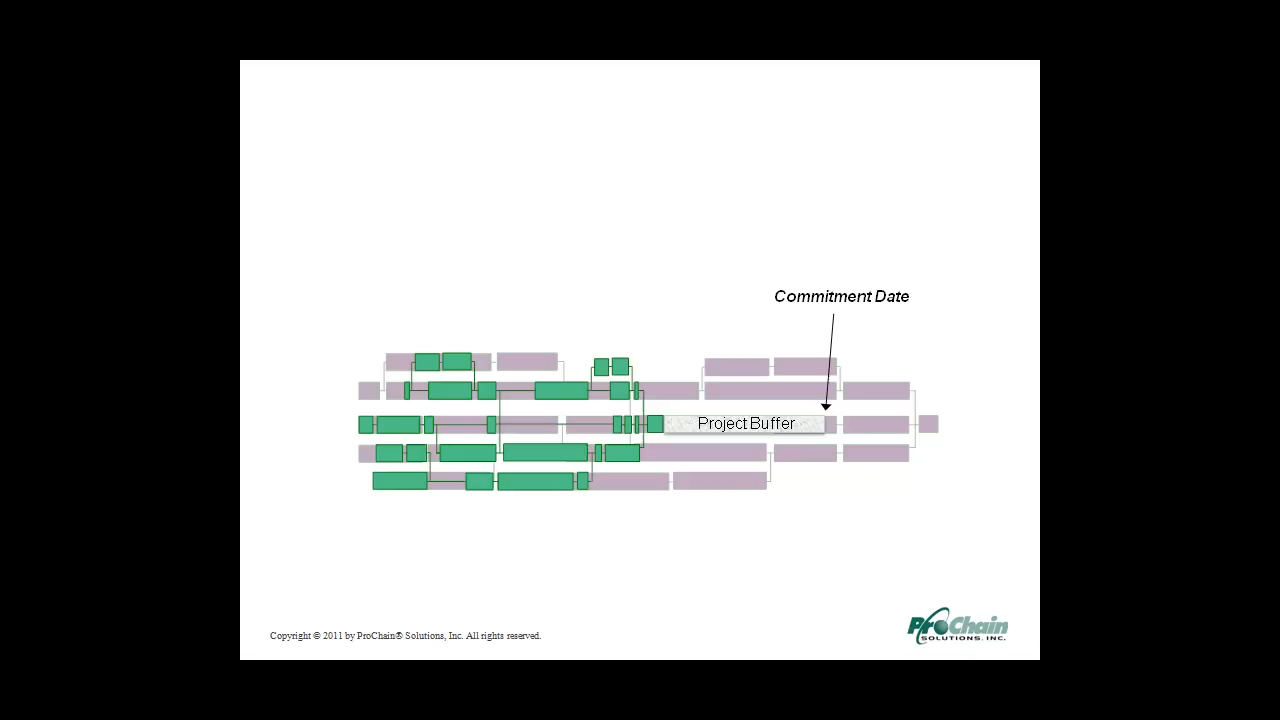 Commitment Date
Project Buffer
Copyright © 2011 by ProChain® Solutions, Inc. All rights reserved.
ProChain
SOLUTIONS, INC.